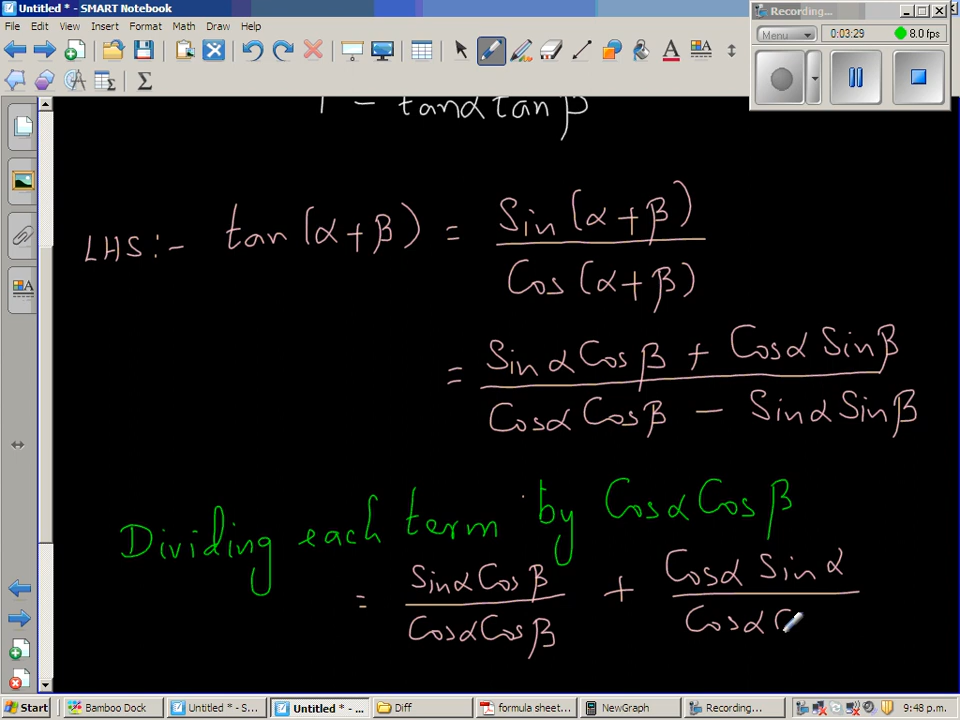 Untitled * - SMART Notebook
Recording...
File Edit View Insert Format Math Draw Help
Menu 0:03:29 8.0 fps
1 - tanα tan β
LHS:- tan(α+β) = Sin(α+β)
Cos(α+β)
= Sinα Cosβ + Cosα Sinβ
Cosα Cosβ - Sinα Sinβ
Dividing each term by Cosα Cosβ
= Sinα Cosβ + Cosα Sinα
Cosα Cosβ Cosα C
Start Bamboo Dock Untitled * - S... Untitled * - ... Diff formula sheet... NewGraph Recording... 9:48 p.m.